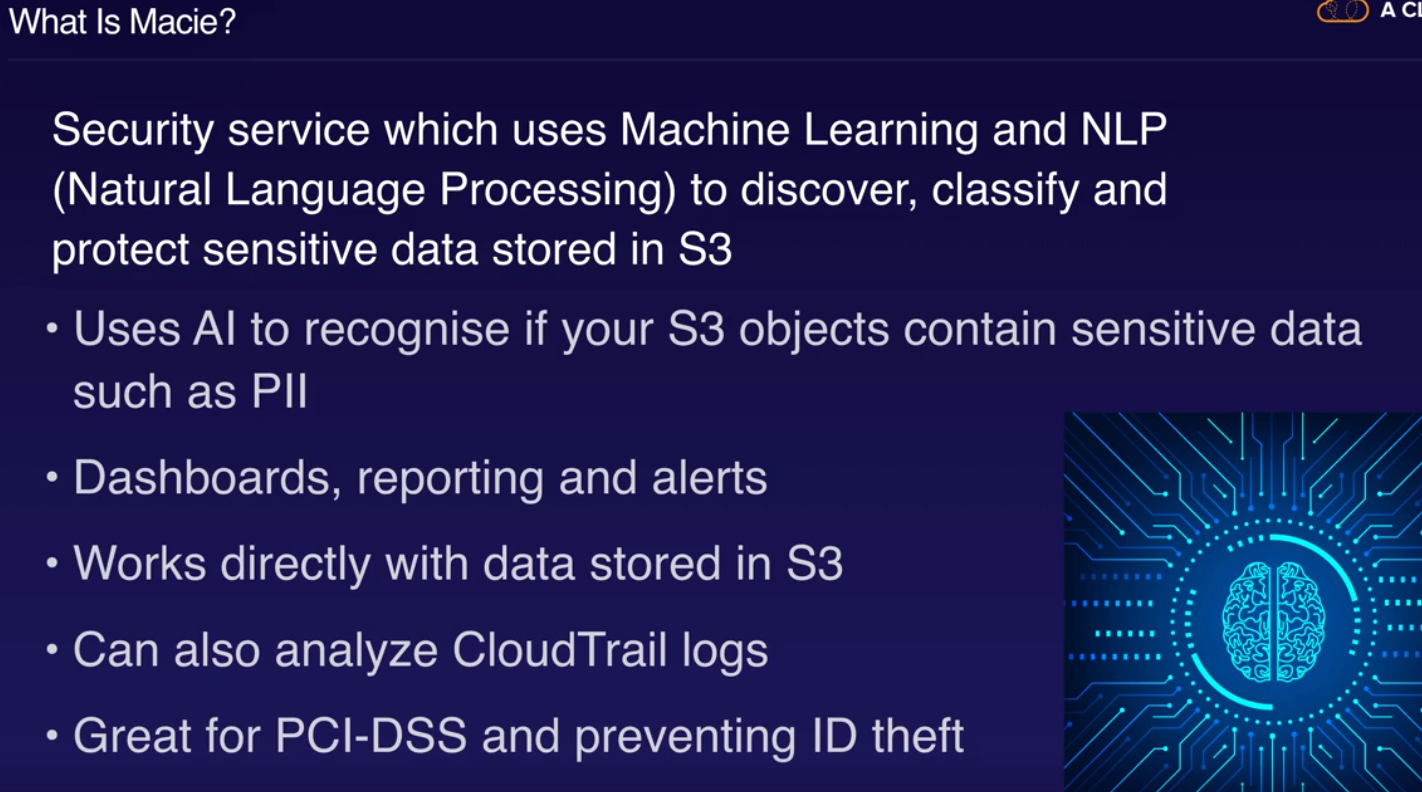 What Is Macie?
A CL
Security service which uses Machine Learning and NLP
(Natural Language Processing) to discover, classify and
protect sensitive data stored in S3
• Uses AI to recognise if your S3 objects contain sensitive data
such as PII
• Dashboards, reporting and alerts
• Works directly with data stored in S3
• Can also analyze CloudTrail logs
• Great for PCI-DSS and preventing ID theft